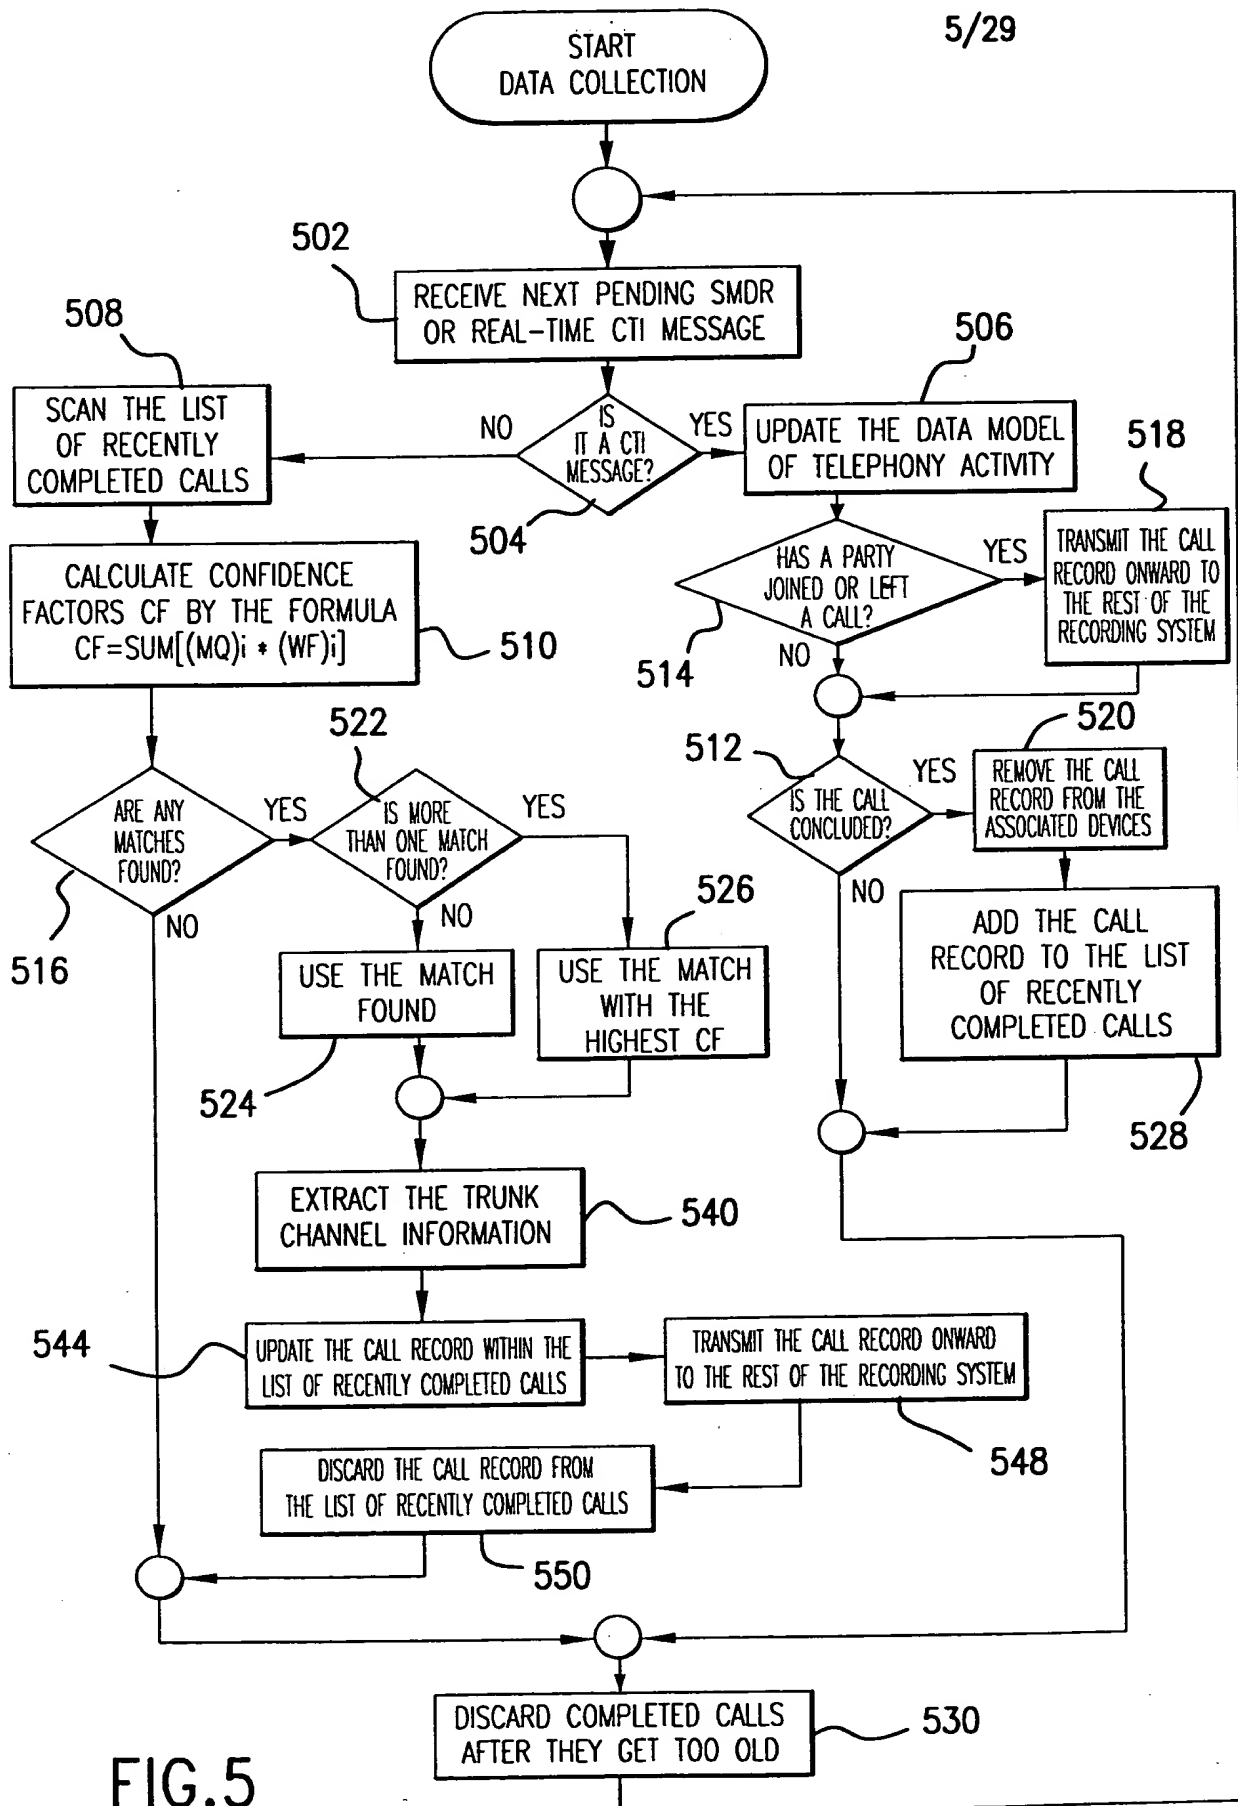 5/29
START
DATA COLLECTION
502
RECEIVE NEXT PENDING SMDR
OR REAL-TIME CTI MESSAGE
508
SCAN THE LIST
OF RECENTLY
COMPLETED CALLS
NO
IS
IT A CTI
MESSAGE?
YES
504
506
UPDATE THE DATA MODEL
OF TELEPHONY ACTIVITY
518
TRANSMIT THE CALL
RECORD ONWARD TO
THE REST OF THE
RECORDING SYSTEM
CALCULATE CONFIDENCE
FACTORS CF BY THE FORMULA
CF=SUM[(MQ)i * (WF)i]
510
HAS A PARTY
JOINED OR LEFT
A CALL?
YES
NO
514
522
512
520
ARE ANY
MATCHES
FOUND?
YES
NO
516
IS MORE
THAN ONE MATCH
FOUND?
YES
NO
IS THE CALL
CONCLUDED?
YES
NO
REMOVE THE CALL
RECORD FROM THE
ASSOCIATED DEVICES
526
USE THE MATCH
FOUND
524
USE THE MATCH
WITH THE
HIGHEST CF
ADD THE CALL
RECORD TO THE LIST
OF RECENTLY
COMPLETED CALLS
528
EXTRACT THE TRUNK
CHANNEL INFORMATION
540
544
UPDATE THE CALL RECORD WITHIN THE
LIST OF RECENTLY COMPLETED CALLS
TRANSMIT THE CALL RECORD ONWARD
TO THE REST OF THE RECORDING SYSTEM
548
DISCARD THE CALL RECORD FROM
THE LIST OF RECENTLY COMPLETED CALLS
550
DISCARD COMPLETED CALLS
AFTER THEY GET TOO OLD
530
FIG.5